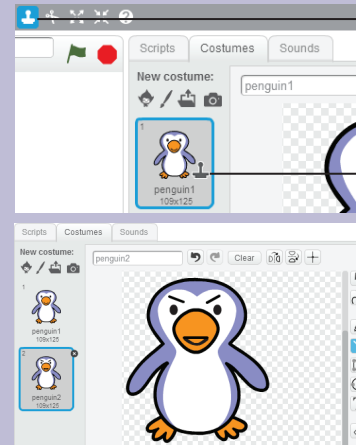 Scripts Costumes Sounds
New costume:
penguin1
1
penguin1
109x125
Scripts Costumes Sounds
New costume:
penguin2 Clear
1
penguin1
109x125
2
penguin2
109x125